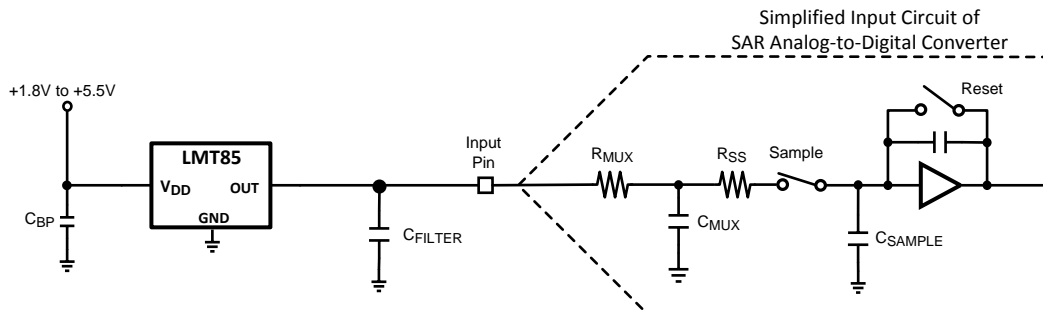 Simplified Input Circuit of
SAR Analog-to-Digital Converter
+1.8V to +5.5V
Reset
LMT85
Input
Pin
RMUX
RSS
Sample
VDD
OUT
GND
CBP
CFILTER
CMUX
CSAMPLE